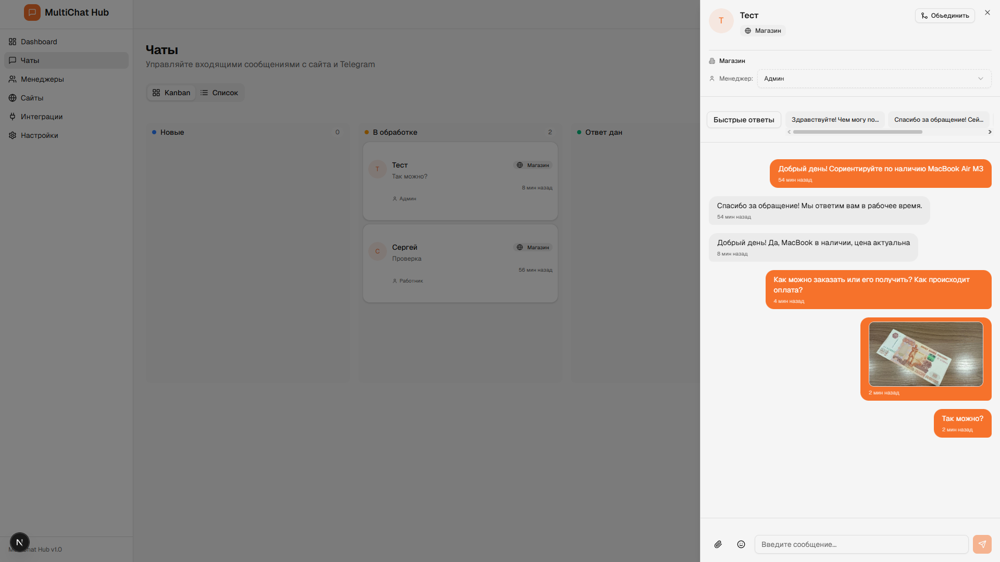 MultiChat Hub
Dashboard
Чаты
Менеджеры
Сайты
Интеграции
Настройки
Чаты
Управляйте входящими сообщениями с сайта и Telegram
Kanban
Список
Новые
0
В обработке
2
Ответ дан
Т
Тест
Магазин
Так можно?
8 мин назад
Админ
С
Сергей
Магазин
Проверка
56 мин назад
Работник
N
Chat Hub v1.0
Т
Тест
Магазин
Объединить
Магазин
Менеджер:
Админ
Быстрые ответы
Здравствуйте! Чем могу по...
Спасибо за обращение! Сей...
Добрый день! Сориентируйте по наличию MacBook Air M3
54 мин назад
Спасибо за обращение! Мы ответим вам в рабочее время.
54 мин назад
Добрый день! Да, MacBook в наличии, цена актуальна
8 мин назад
Как можно заказать или его получить? Как происходит
оплата?
4 мин назад
2 мин назад
Так можно?
2 мин назад
Введите сообщение...